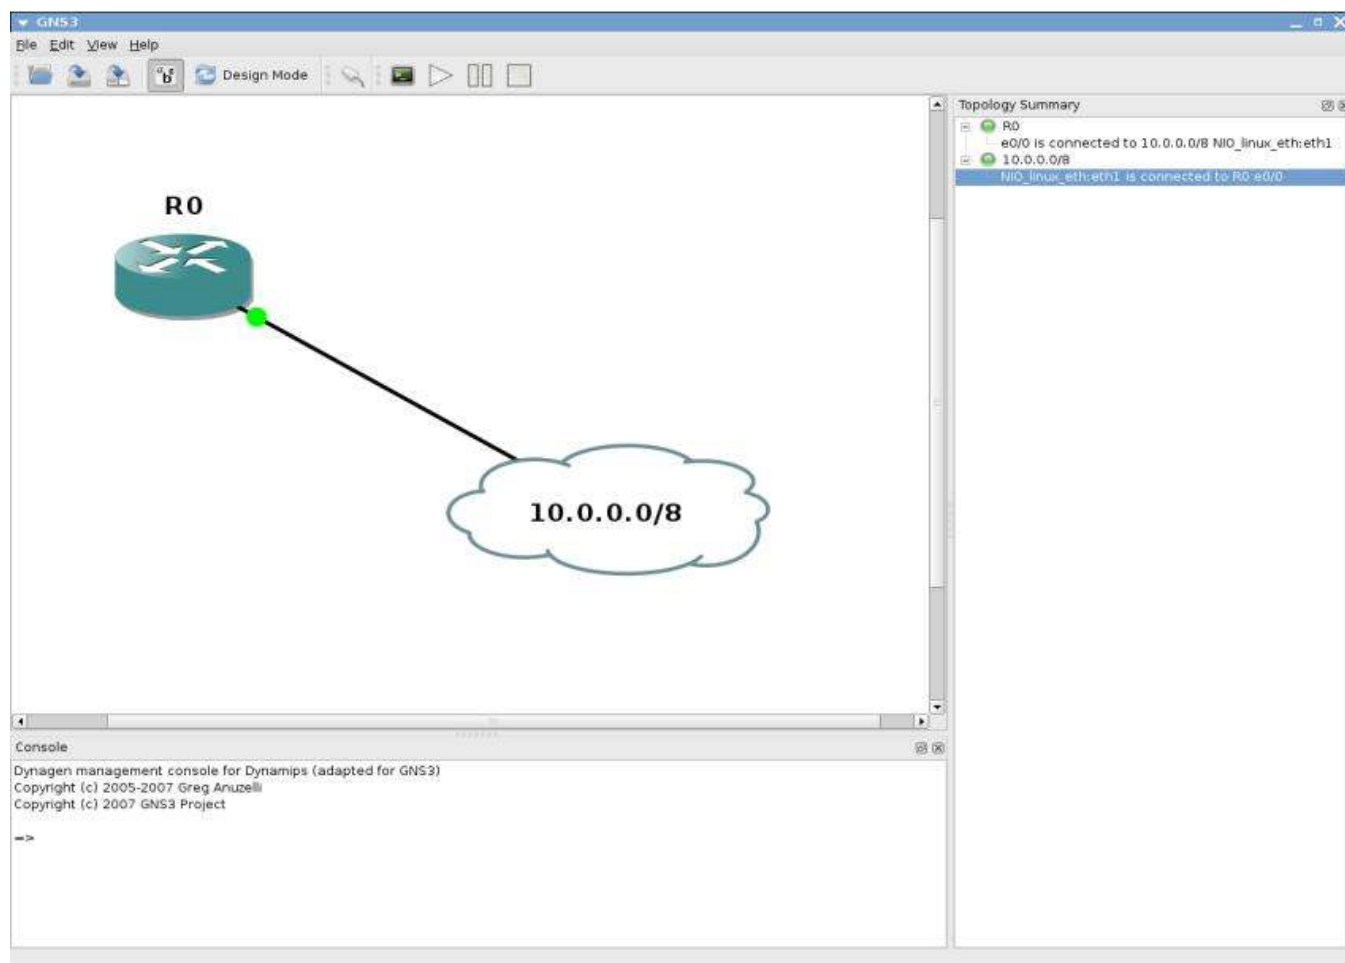 GNS3
File Edit View Help
Design Mode
R0
10.0.0.0/8
Topology Summary
R0
e0/0 is connected to 10.0.0.0/8 NIO_linux_eth:eth1
10.0.0.0/8
NIO_linux_eth:eth1 is connected to R0 e0/0
Console
Dynagen management console for Dynamips (adapted for GNS3)
Copyright (c) 2005-2007 Greg Anuzelli
Copyright (c) 2007 GNS3 Project
=>